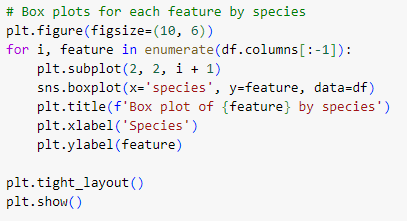 # Box plots for each feature by species
plt.figure(figsize=(10, 6))
for i, feature in enumerate(df.columns[:-1]):
    plt.subplot(2, 2, i + 1)
    sns.boxplot(x='species', y=feature, data=df)
    plt.title(f'Box plot of {feature} by species')
    plt.xlabel('Species')
    plt.ylabel(feature)

plt.tight_layout()
plt.show()